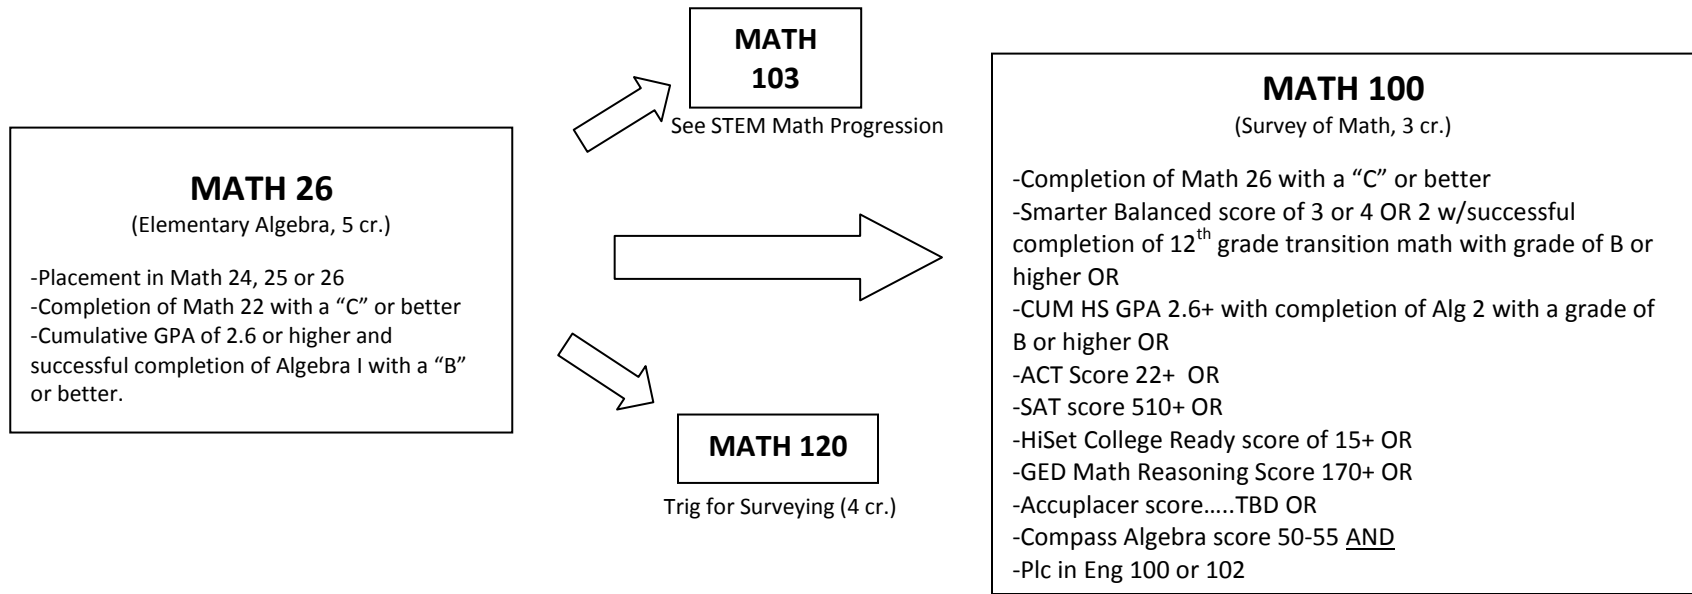 MATH 26
(Elementary Algebra, 5 cr.)
-Placement in Math 24, 25 or 26
-Completion of Math 22 with a “C” or better
-Cumulative GPA of 2.6 or higher and
successful completion of Algebra I with a “B”
or better.
MATH
103
See STEM Math Progression
MATH 120
Trig for Surveying (4 cr.)
MATH 100
(Survey of Math, 3 cr.)
-Completion of Math 26 with a “C” or better
-Smarter Balanced score of 3 or 4 OR 2 w/successful
completion of 12th grade transition math with grade of B or
higher OR
-CUM HS GPA 2.6+ with completion of Alg 2 with a grade of
B or higher OR
-ACT Score 22+ OR
-SAT score 510+ OR
-HiSet College Ready score of 15+ OR
-GED Math Reasoning Score 170+ OR
-Accuplacer score…..TBD OR
-Compass Algebra score 50-55 AND
-Plc in Eng 100 or 102